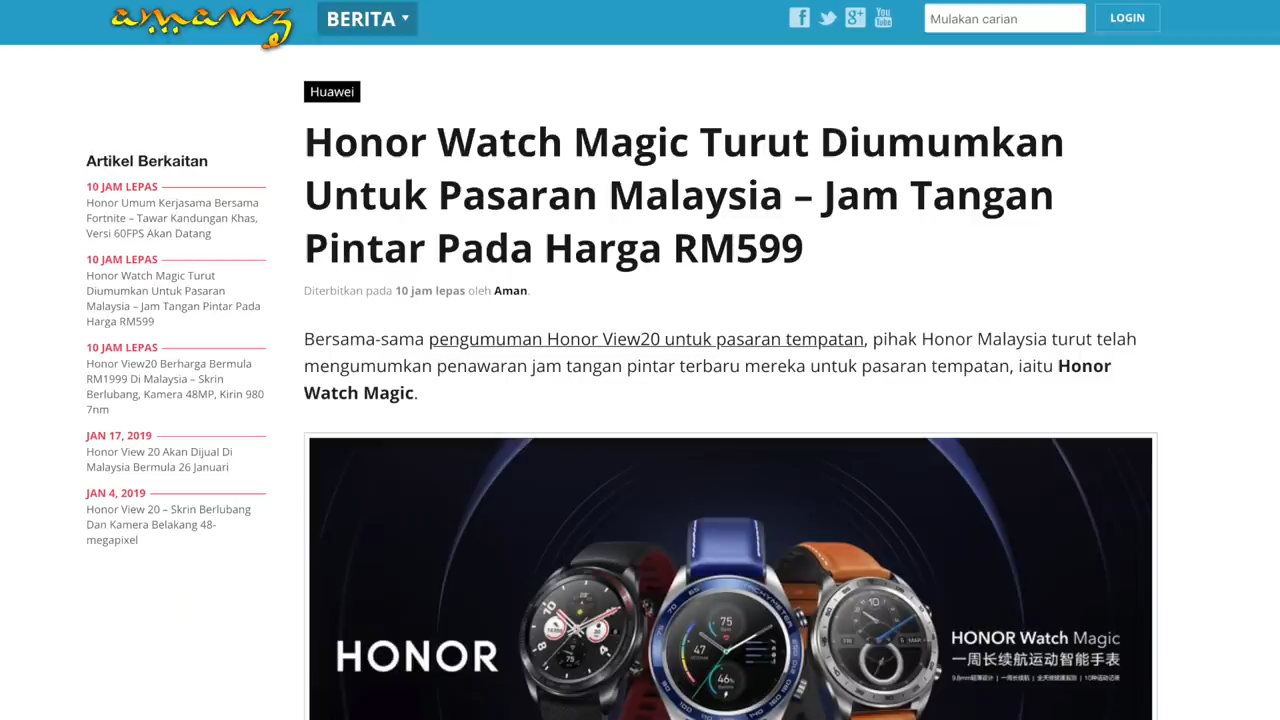 amanz
BERITA
f
g+
You
Tube
Mulakan carian
LOGIN
Huawei
Honor Watch Magic Turut Diumumkan
Untuk Pasaran Malaysia – Jam Tangan
Pintar Pada Harga RM599
Diterbitkan pada 10 jam lepas oleh Aman.
Artikel Berkaitan
10 JAM LEPAS
Honor Umum Kerjasama Bersama
Fortnite – Tawar Kandungan Khas,
Versi 60FPS Akan Datang
10 JAM LEPAS
Honor Watch Magic Turut
Diumumkan Untuk Pasaran
Malaysia – Jam Tangan Pintar Pada
Harga RM599
10 JAM LEPAS
Honor View20 Berharga Bermula
RM1999 Di Malaysia – Skrin
Berlubang, Kamera 48MP, Kirin 980
7nm
JAN 17, 2019
Honor View 20 Akan Dijual Di
Malaysia Bermula 26 Januari
JAN 4, 2019
Honor View 20 – Skrin Berlubang
Dan Kamera Belakang 48-
megapixel
Bersama-sama pengumuman Honor View20 untuk pasaran tempatan, pihak Honor Malaysia turut telah
mengumumkan penawaran jam tangan pintar terbaru mereka untuk pasaran tempatan, iaitu Honor
Watch Magic.
HONOR
TACHYMETER
75
47
46%
10
HONOR Watch Magic
一周长续航运动智能手表